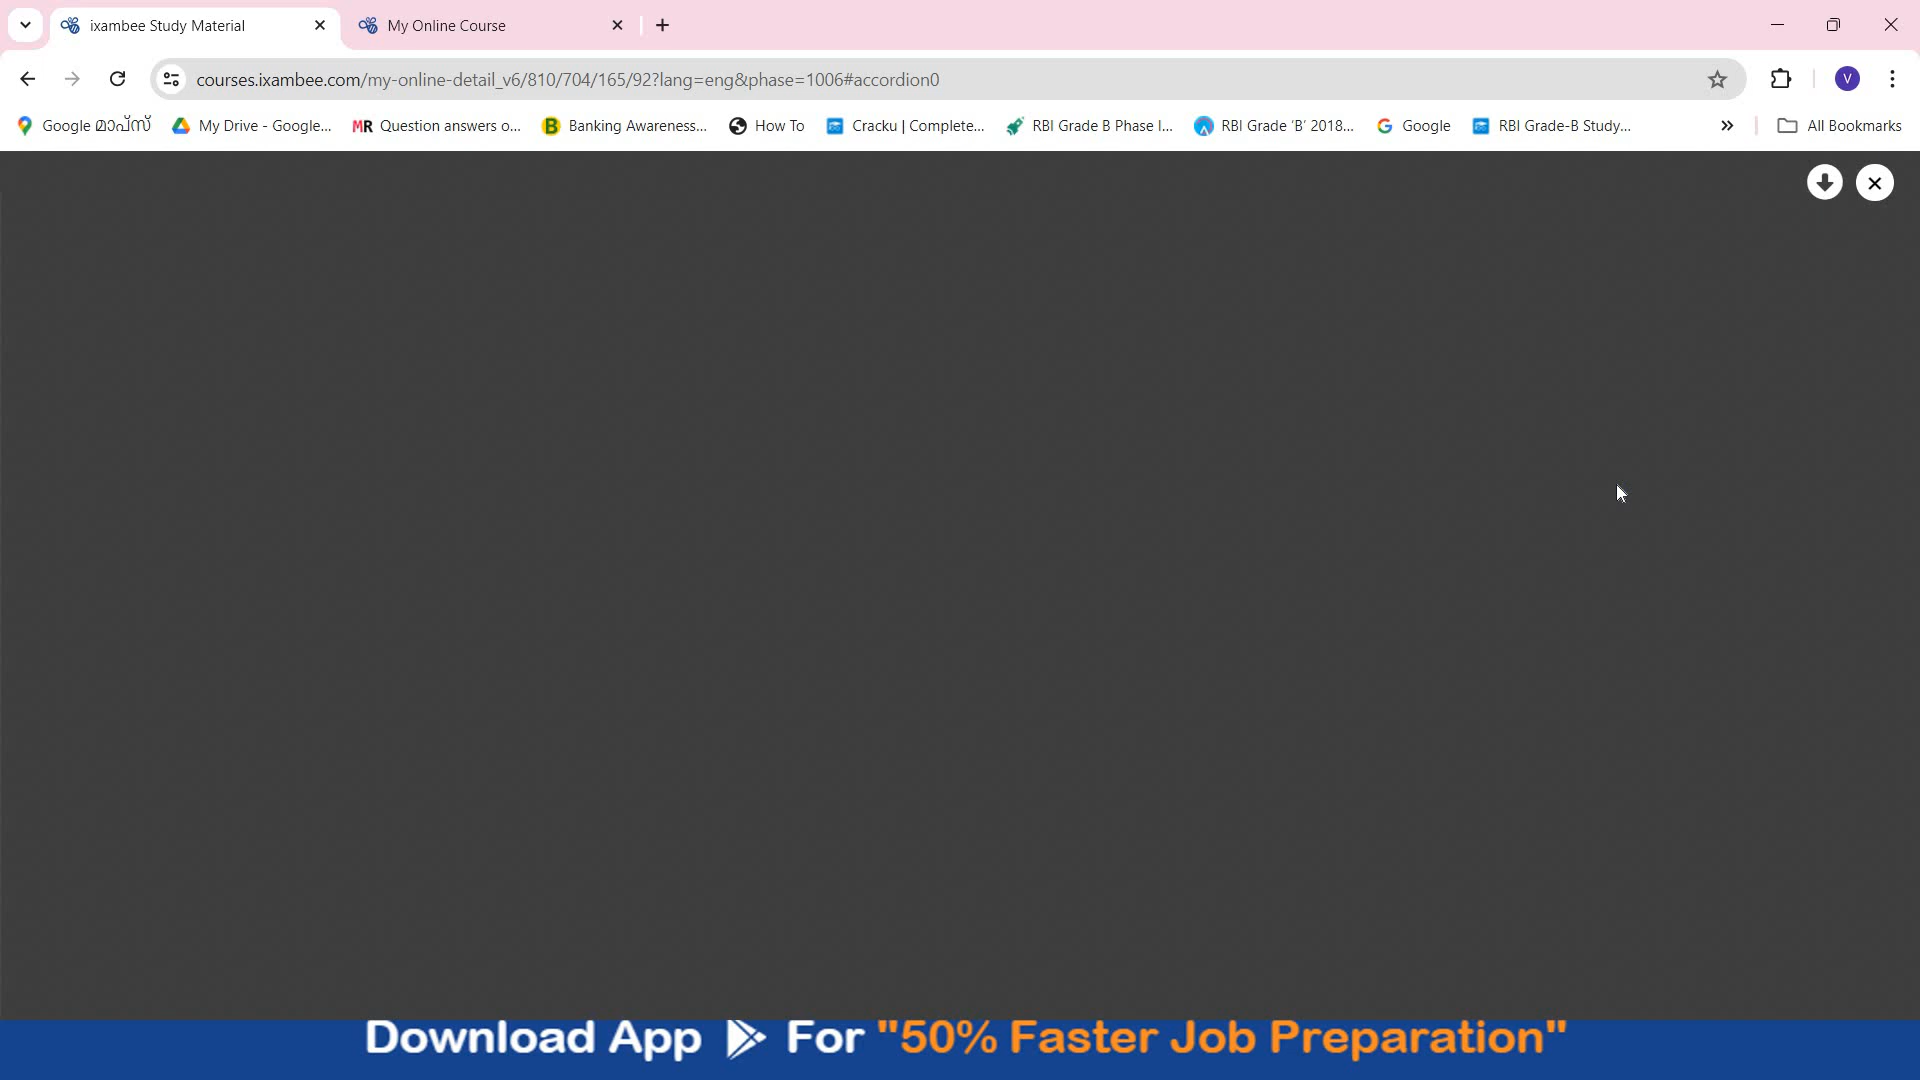 ixambee Study Material
My Online Course
courses.ixambee.com/my-online-detail_v6/810/704/165/92?lang=eng&phase=1006#accordion0
V
Google മാപ്സ്
My Drive - Google...
MR Question answers o...
B Banking Awareness...
How To
Cracku | Complete...
RBI Grade B Phase I...
RBI Grade ‘B’ 2018...
G Google
RBI Grade-B Study...
All Bookmarks
Download App For "50% Faster Job Preparation"